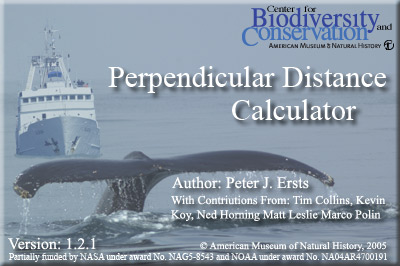 Center for
Biodiversity and
Conservation
AMERICAN MUSEUM & NATURAL HISTORY
Perpendicular Distance
Calculator
Author: Peter J. Ersts
With Contriutions From: Tim Collins, Kevin
Koy, Ned Horning Matt Leslie Marco Polin
Version: 1.2.1
© American Museum of Natural History, 2005
Partially funded by NASA under award No. NAG5-8543 and NOAA under award No. NA04AR4700191